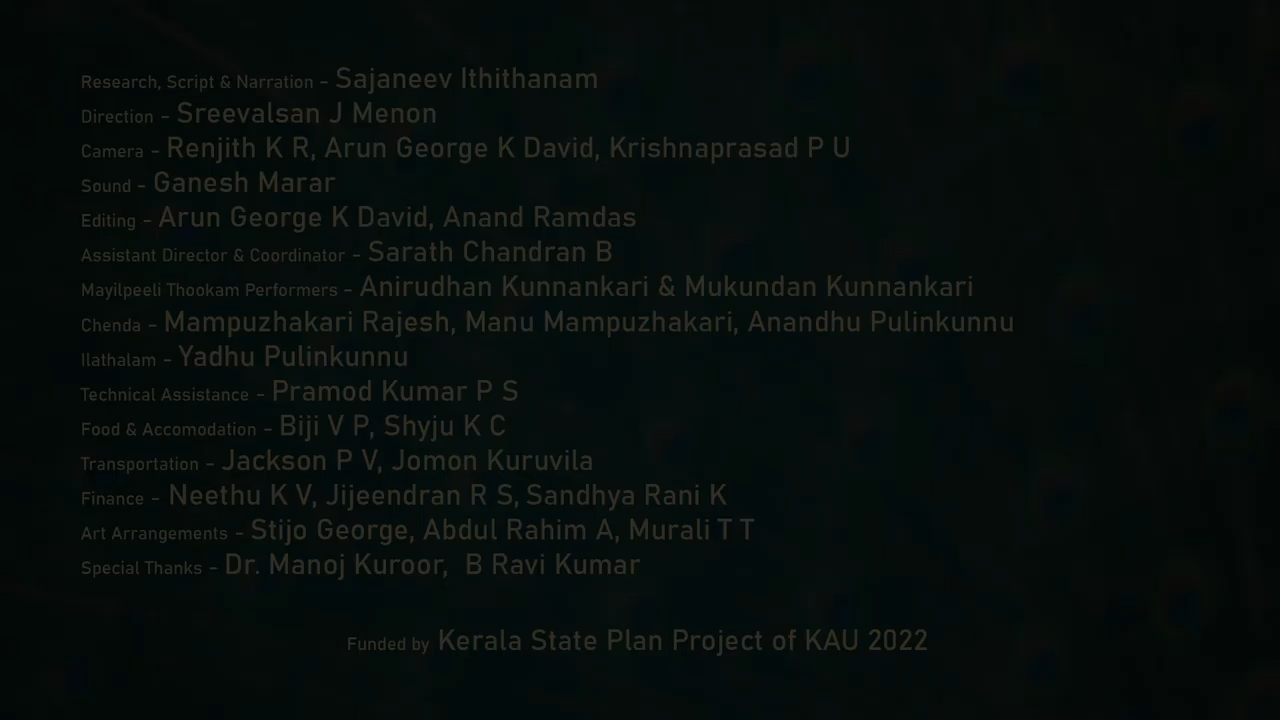 Research, Script & Narration - Sajaneev Ithithanam
Direction - Sreevalsan J Menon
Camera - Renjith K R, Arun George K David, Krishnaprasad P U
Sound - Ganesh Marar
Editing - Arun George K David, Anand Ramdas
Assistant Director & Coordinator - Sarath Chandran B
Mayilpeeli Thookam Performers - Anirudhan Kunnankari & Mukundan Kunnankari
Chenda - Mampuzhakari Rajesh, Manu Mampuzhakari, Anandhu Pulinkunnu
Ilathalam - Yadhu Pulinkunnu
Technical Assistance - Pramod Kumar P S
Food & Accomodation - Biji V P, Shyju K C
Transportation - Jackson P V, Jomon Kuruvila
Finance - Neethu K V, Jijeendran R S, Sandhya Rani K
Art Arrangements - Stijo George, Abdul Rahim A, Murali T T
Special Thanks - Dr. Manoj Kuroor, B Ravi Kumar
Funded by Kerala State Plan Project of KAU 2022